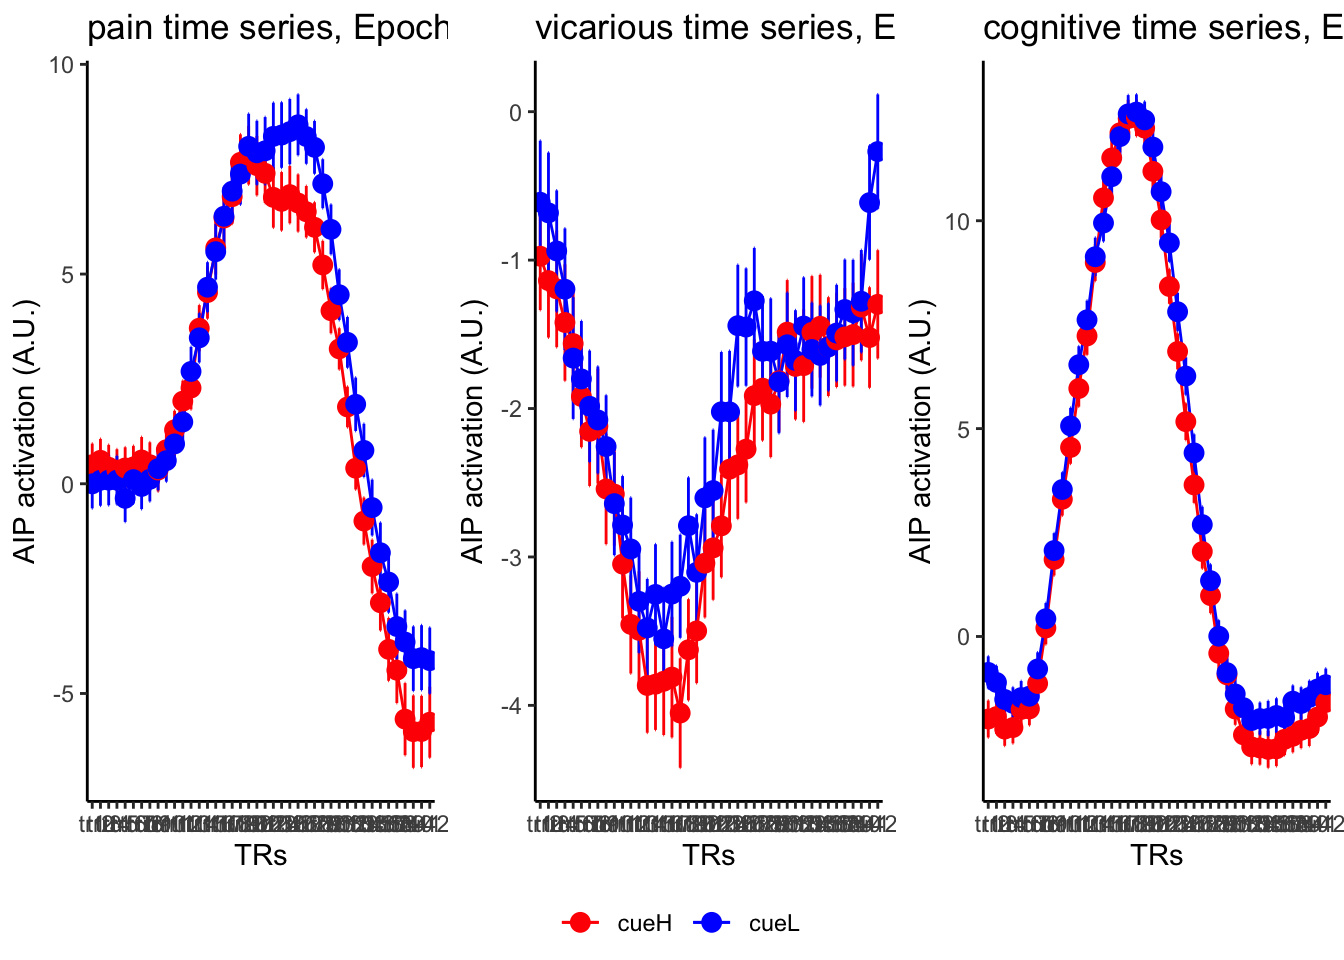 pain time series, Epoch
vicarious time series, E
cognitive time series, E
AIP activation (A.U.)
10
5
0
-5
TRs
AIP activation (A.U.)
0
-1
-2
-3
-4
TRs
AIP activation (A.U.)
10
5
0
TRs
cueH
cueL